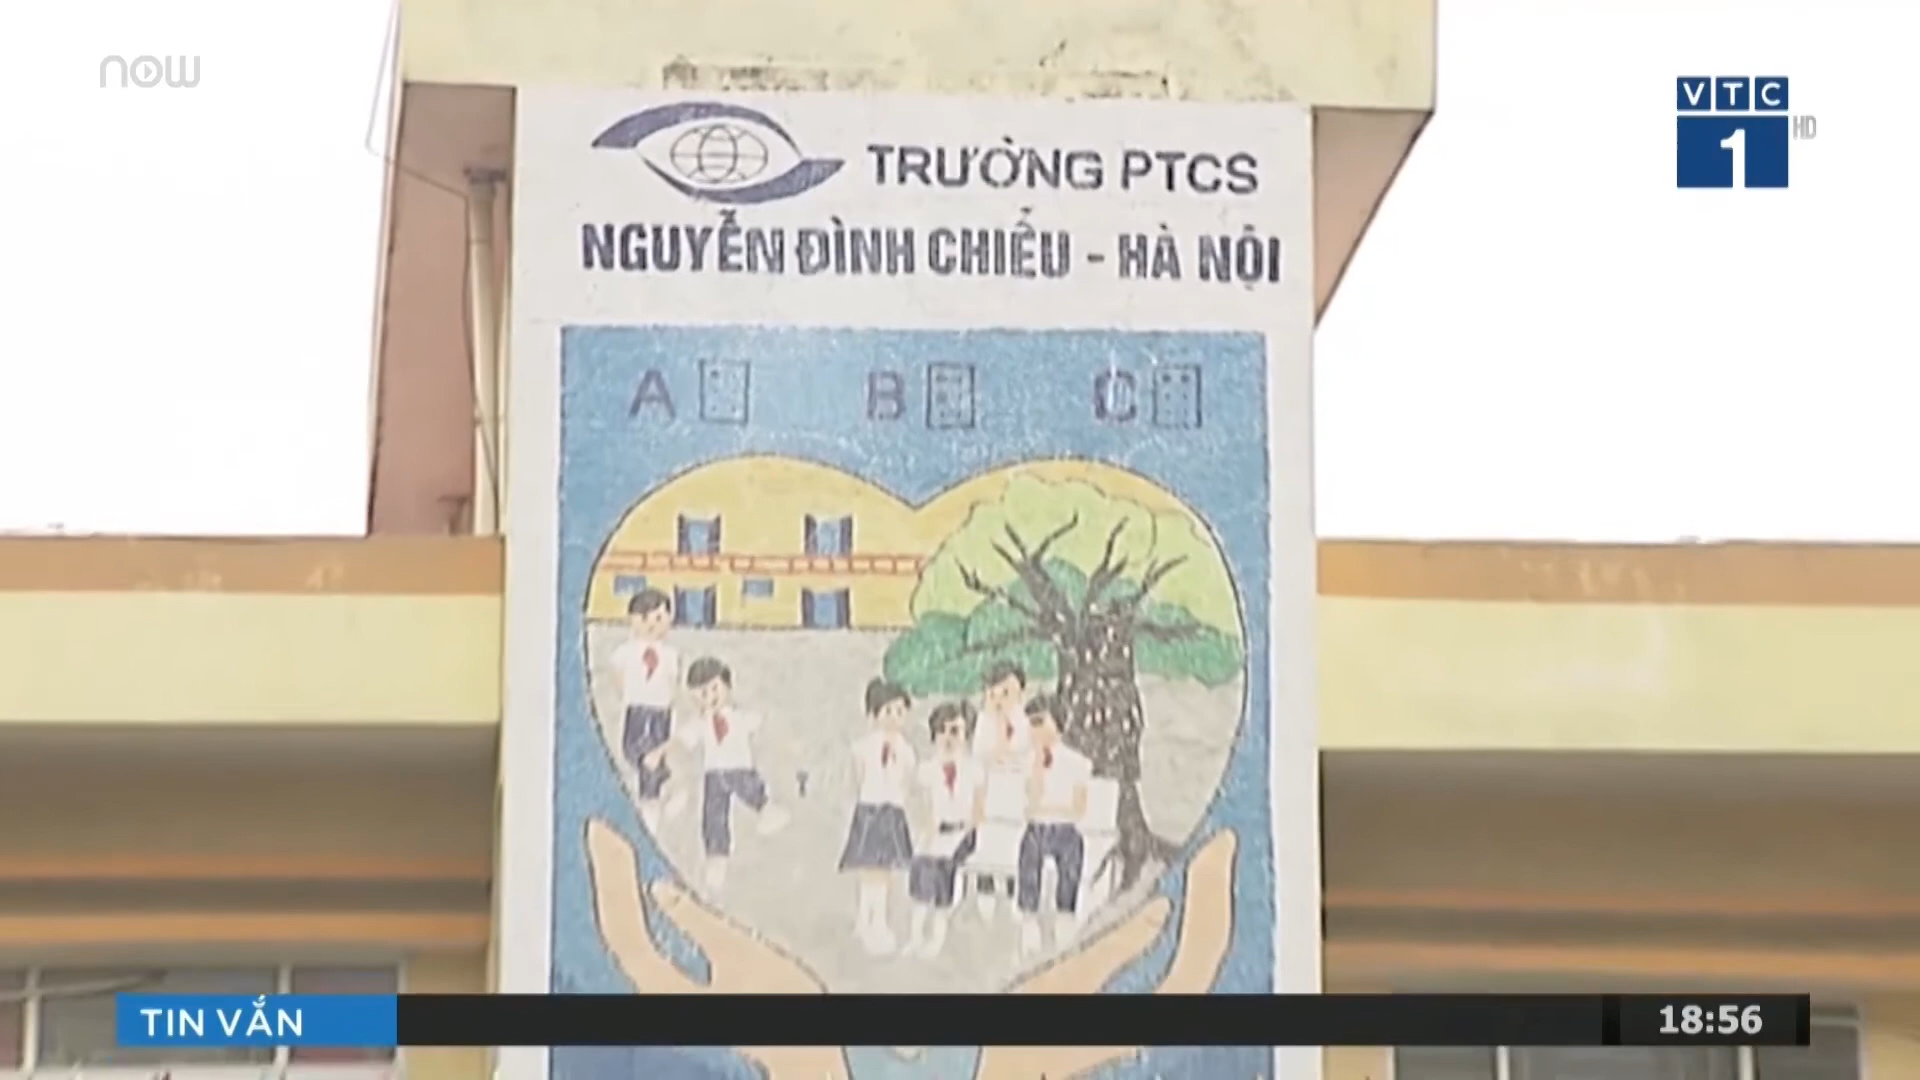 now
VTC
1
HD
TRƯỜNG PTCS
NGUYỄN ĐÌNH CHIỂU - HÀ NỘI
A B C
TIN VẮN
18:56